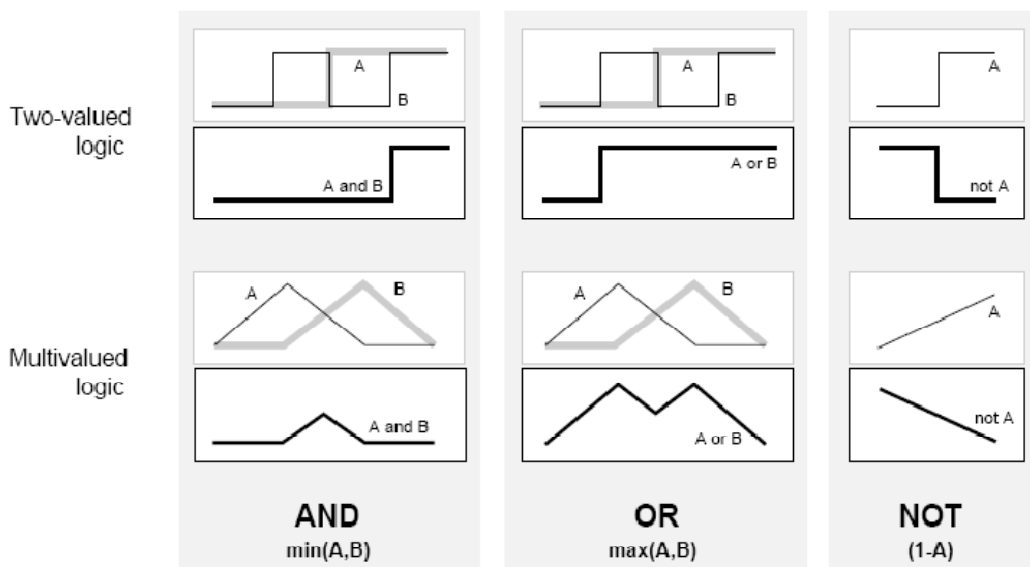 Two-valued
logic
A
B
A and B
A
B
A or B
A
not A
Multivalued
logic
A
B
A and B
A
B
A or B
A
not A
AND
min(A,B)
OR
max(A,B)
NOT
(1-A)